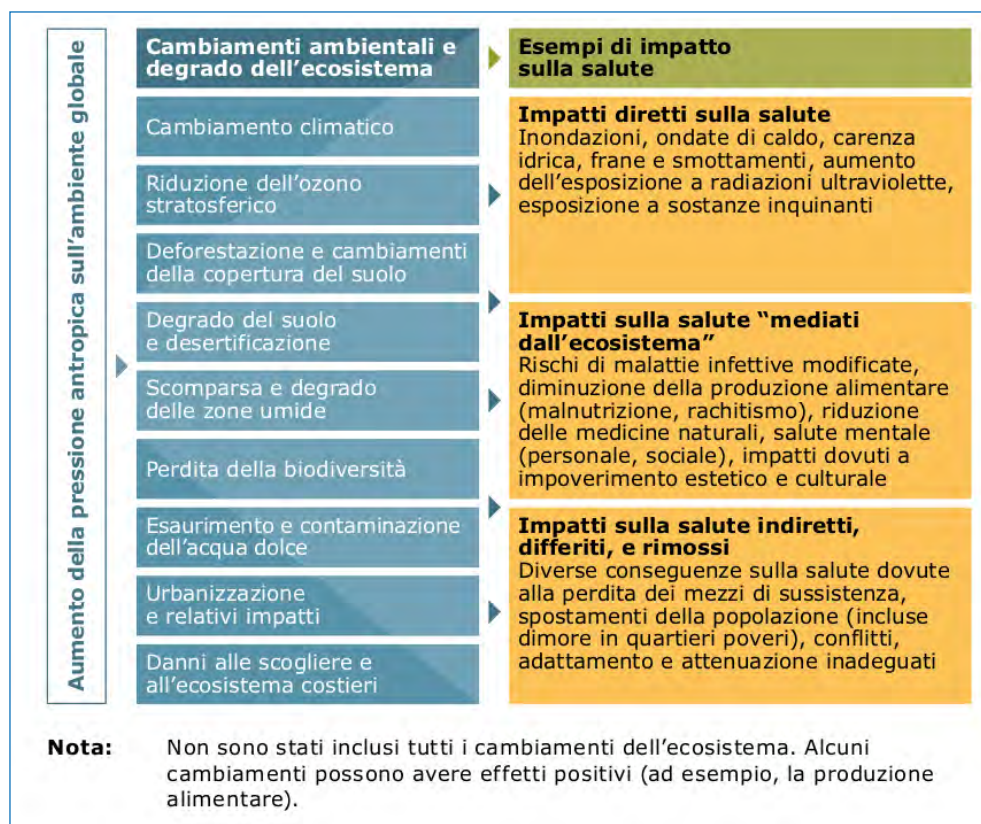 Aumento della pressione antropica sull'ambiente globale
Cambiamenti ambientali e
degrado dell'ecosistema
Cambiamento climatico
Riduzione dell'ozono
stratosferico
Deforestazione e cambiamenti
della copertura del suolo
Degrado del suolo
e desertificazione
Scomparsa e degrado
delle zone umide
Perdita della biodiversità
Esaurimento e contaminazione
dell'acqua dolce
Urbanizzazione
e relativi impatti
Danni alle scogliere e
all'ecosistema costieri
Esempi di impatto
sulla salute
Impatti diretti sulla salute
Inondazioni, ondate di caldo, carenza
idrica, frane e smottamenti, aumento
dell'esposizione a radiazioni ultraviolette,
esposizione a sostanze inquinanti
Impatti sulla salute “mediati
dall'ecosistema”
Rischi di malattie infettive modificate,
diminuzione della produzione alimentare
(malnutrizione, rachitismo), riduzione
delle medicine naturali, salute mentale
(personale, sociale), impatti dovuti a
impoverimento estetico e culturale
Impatti sulla salute indiretti,
differiti, e rimossi
Diverse conseguenze sulla salute dovute
alla perdita dei mezzi di sussistenza,
spostamenti della popolazione (incluse
dimore in quartieri poveri), conflitti,
adattamento e attenuazione inadeguati
Nota: Non sono stati inclusi tutti i cambiamenti dell'ecosistema. Alcuni
cambiamenti possono avere effetti positivi (ad esempio, la produzione
alimentare).